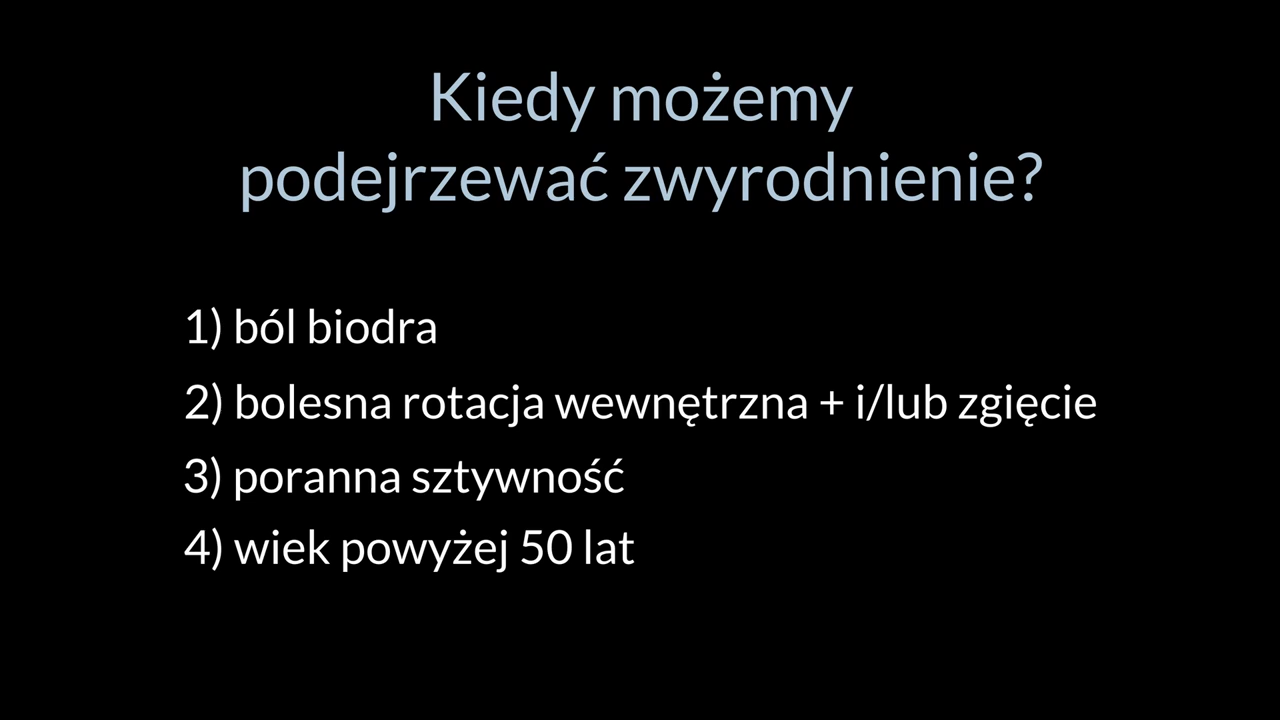 Kiedy możemy
podejrzewać zwyrodnienie?
1) ból biodra
2) bolesna rotacja wewnętrzna + i/lub zgięcie
3) poranna sztywność
4) wiek powyżej 50 lat